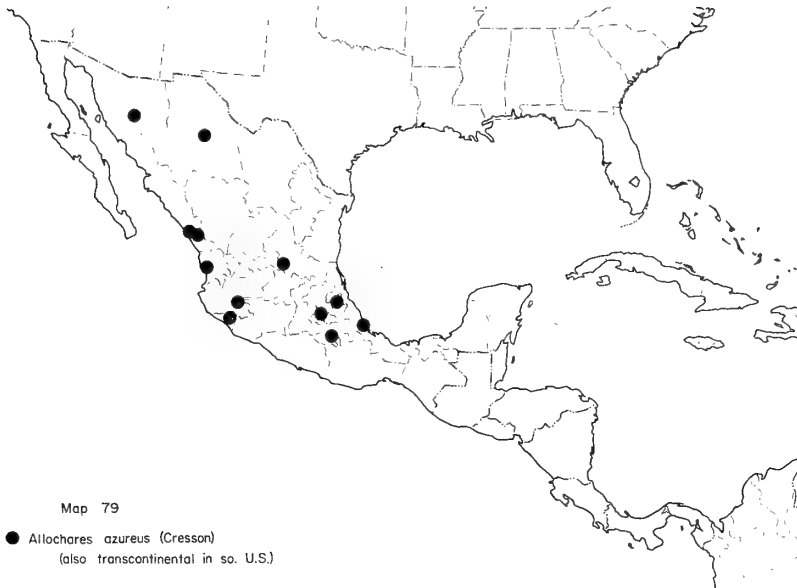 Map 79
Allochares azureus (Cresson)
(also transcontinental in so. U.S.)